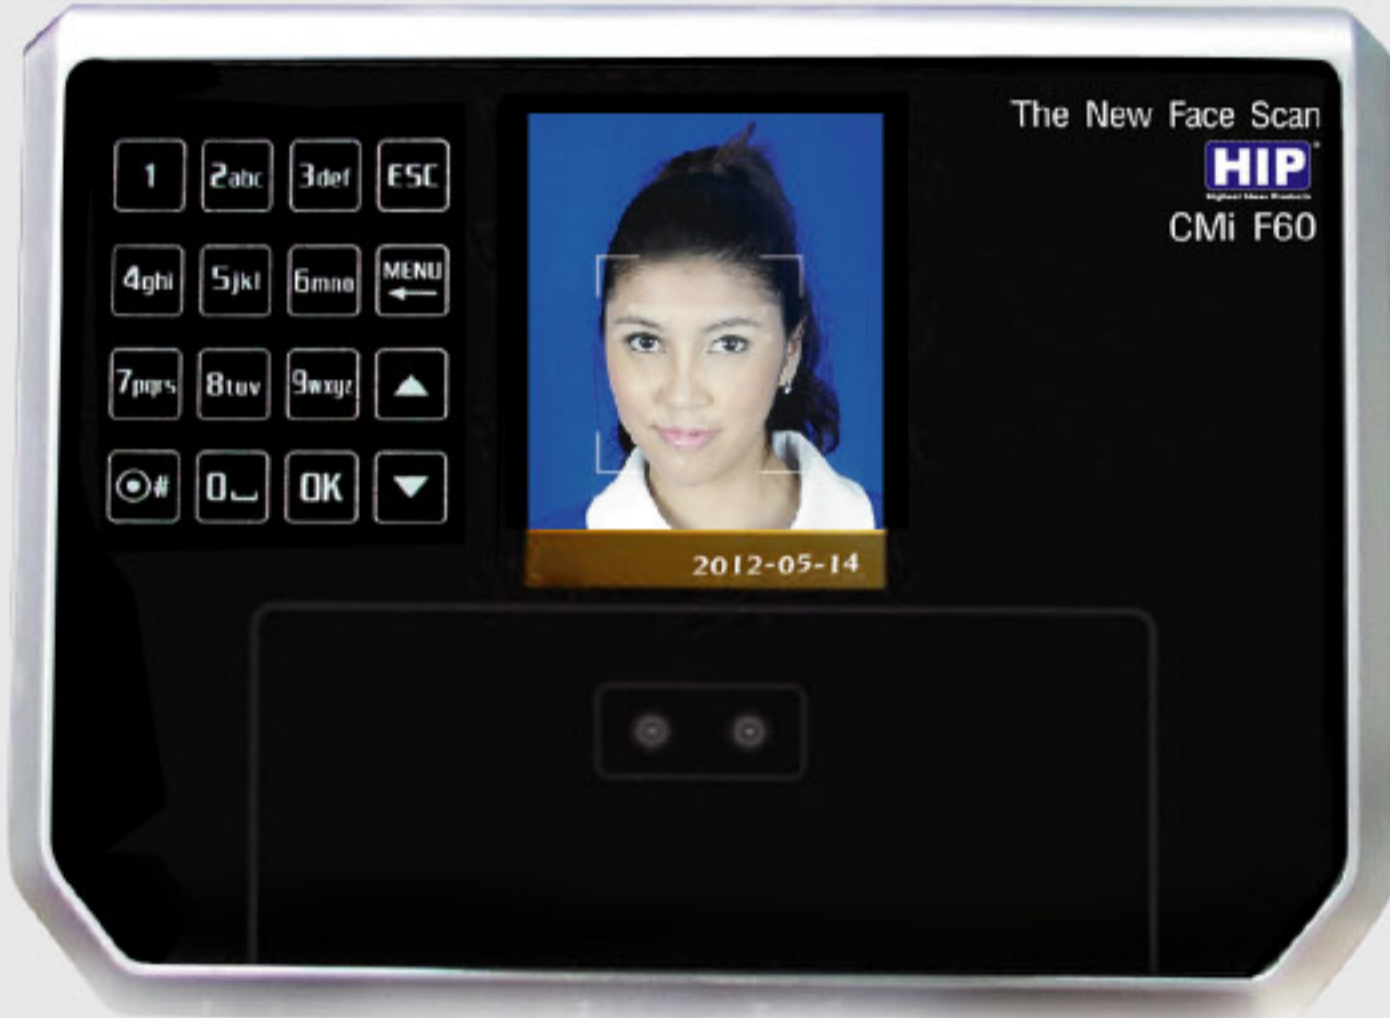 The New Face Scan
HIP
CMi F60
1 2abc 3def ESC
4ghi 5jkl 6mno MENU
7pqrs 8tuv 9wxyz
# 0 OK
2012-05-14